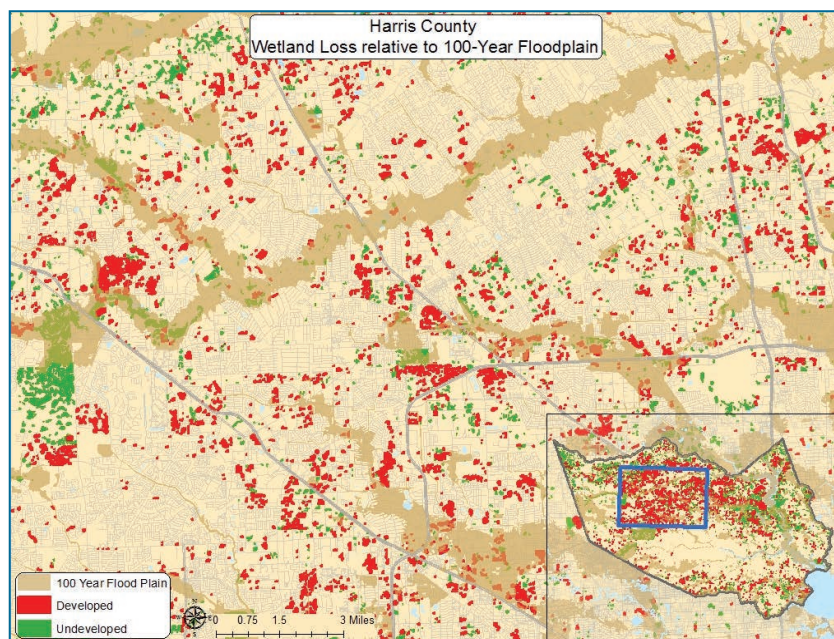 Harris County
Wetland Loss relative to 100-Year Floodplain
100 Year Flood Plain
Developed
Undeveloped
N
S
0 0.75 1.5 3 Miles